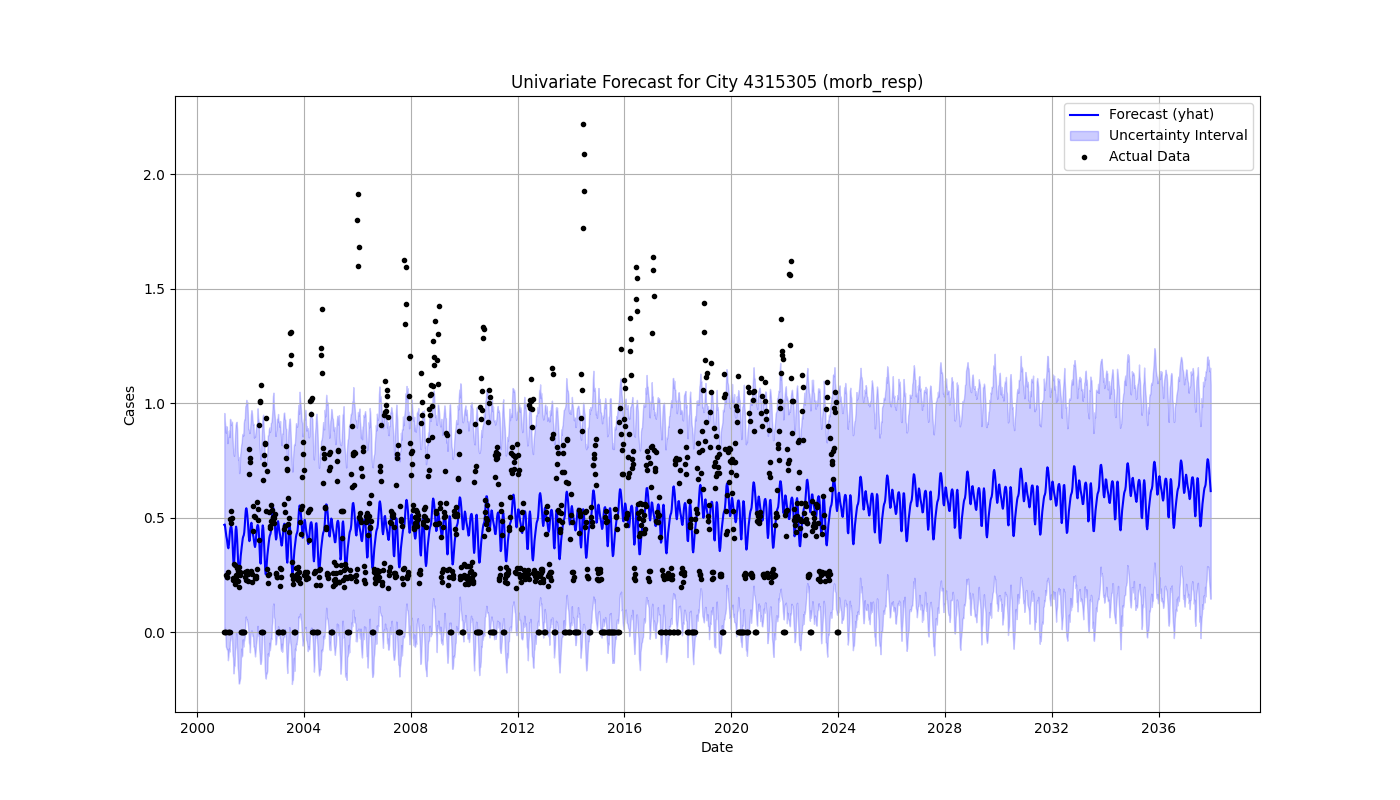 Univariate Forecast for City 4315305 (morb_resp)
Forecast (yhat)
Uncertainty Interval
Actual Data
Cases
2.0
1.5
1.0
0.5
0.0
2000 2004 2008 2012 2016 2020 2024 2028 2032 2036
Date